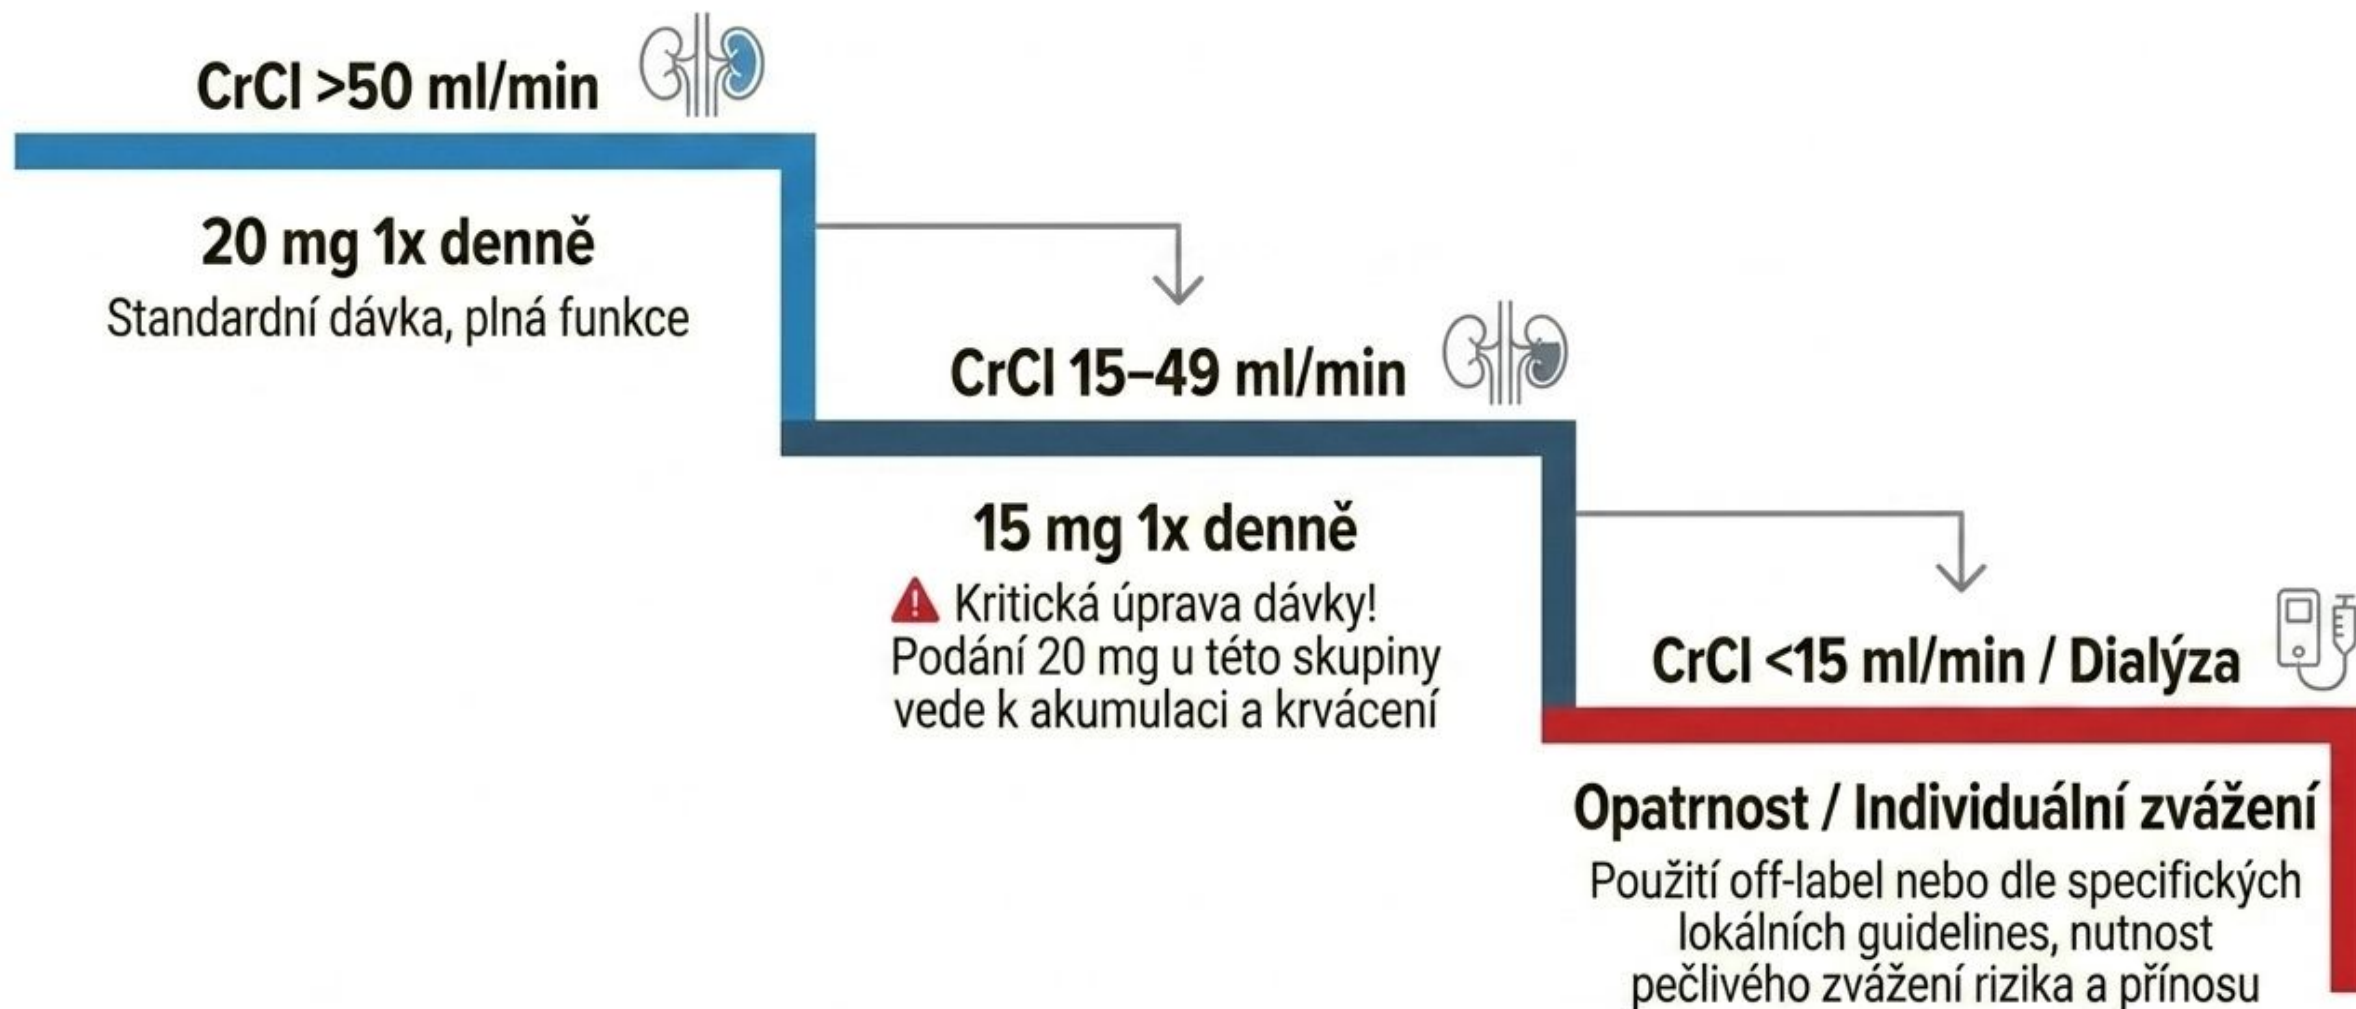 CrCl >50 ml/min
20 mg 1x denně
Standardní dávka, plná funkce
CrCl 15–49 ml/min
15 mg 1x denně
! Kritická úprava dávky!
Podání 20 mg u této skupiny
vede k akumulaci a krvácení
CrCl <15 ml/min / Dialýza
Opatrnost / Individuální zvážení
Použití off-label nebo dle specifických
lokálních guidelines, nutnost
pečlivého zvážení rizika a přínosu